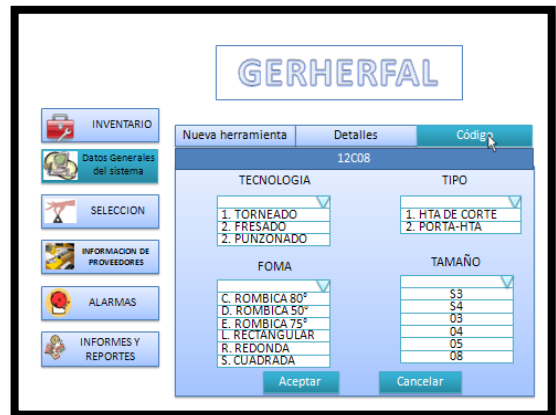 GERHERFAL
INVENTARIO
Datos Generales
del sistema
SELECCION
INFORMACION DE
PROVEEDORES
ALARMAS
INFORMES Y
REPORTES
Nueva herramienta
Detalles
Código
12C08
TECNOLOGIA
1. TORNEADO
2. FRESADO
2. PUNZONADO
TIPO
1. HTA DE CORTE
2. PORTA-HTA
FOMA
C. ROMBICA 80°
D. ROMBICA 50°
E. ROMBICA 75°
L. RECTANGULAR
R. REDONDA
S. CUADRADA
TAMAÑO
S3
S4
03
04
05
08
Aceptar
Cancelar